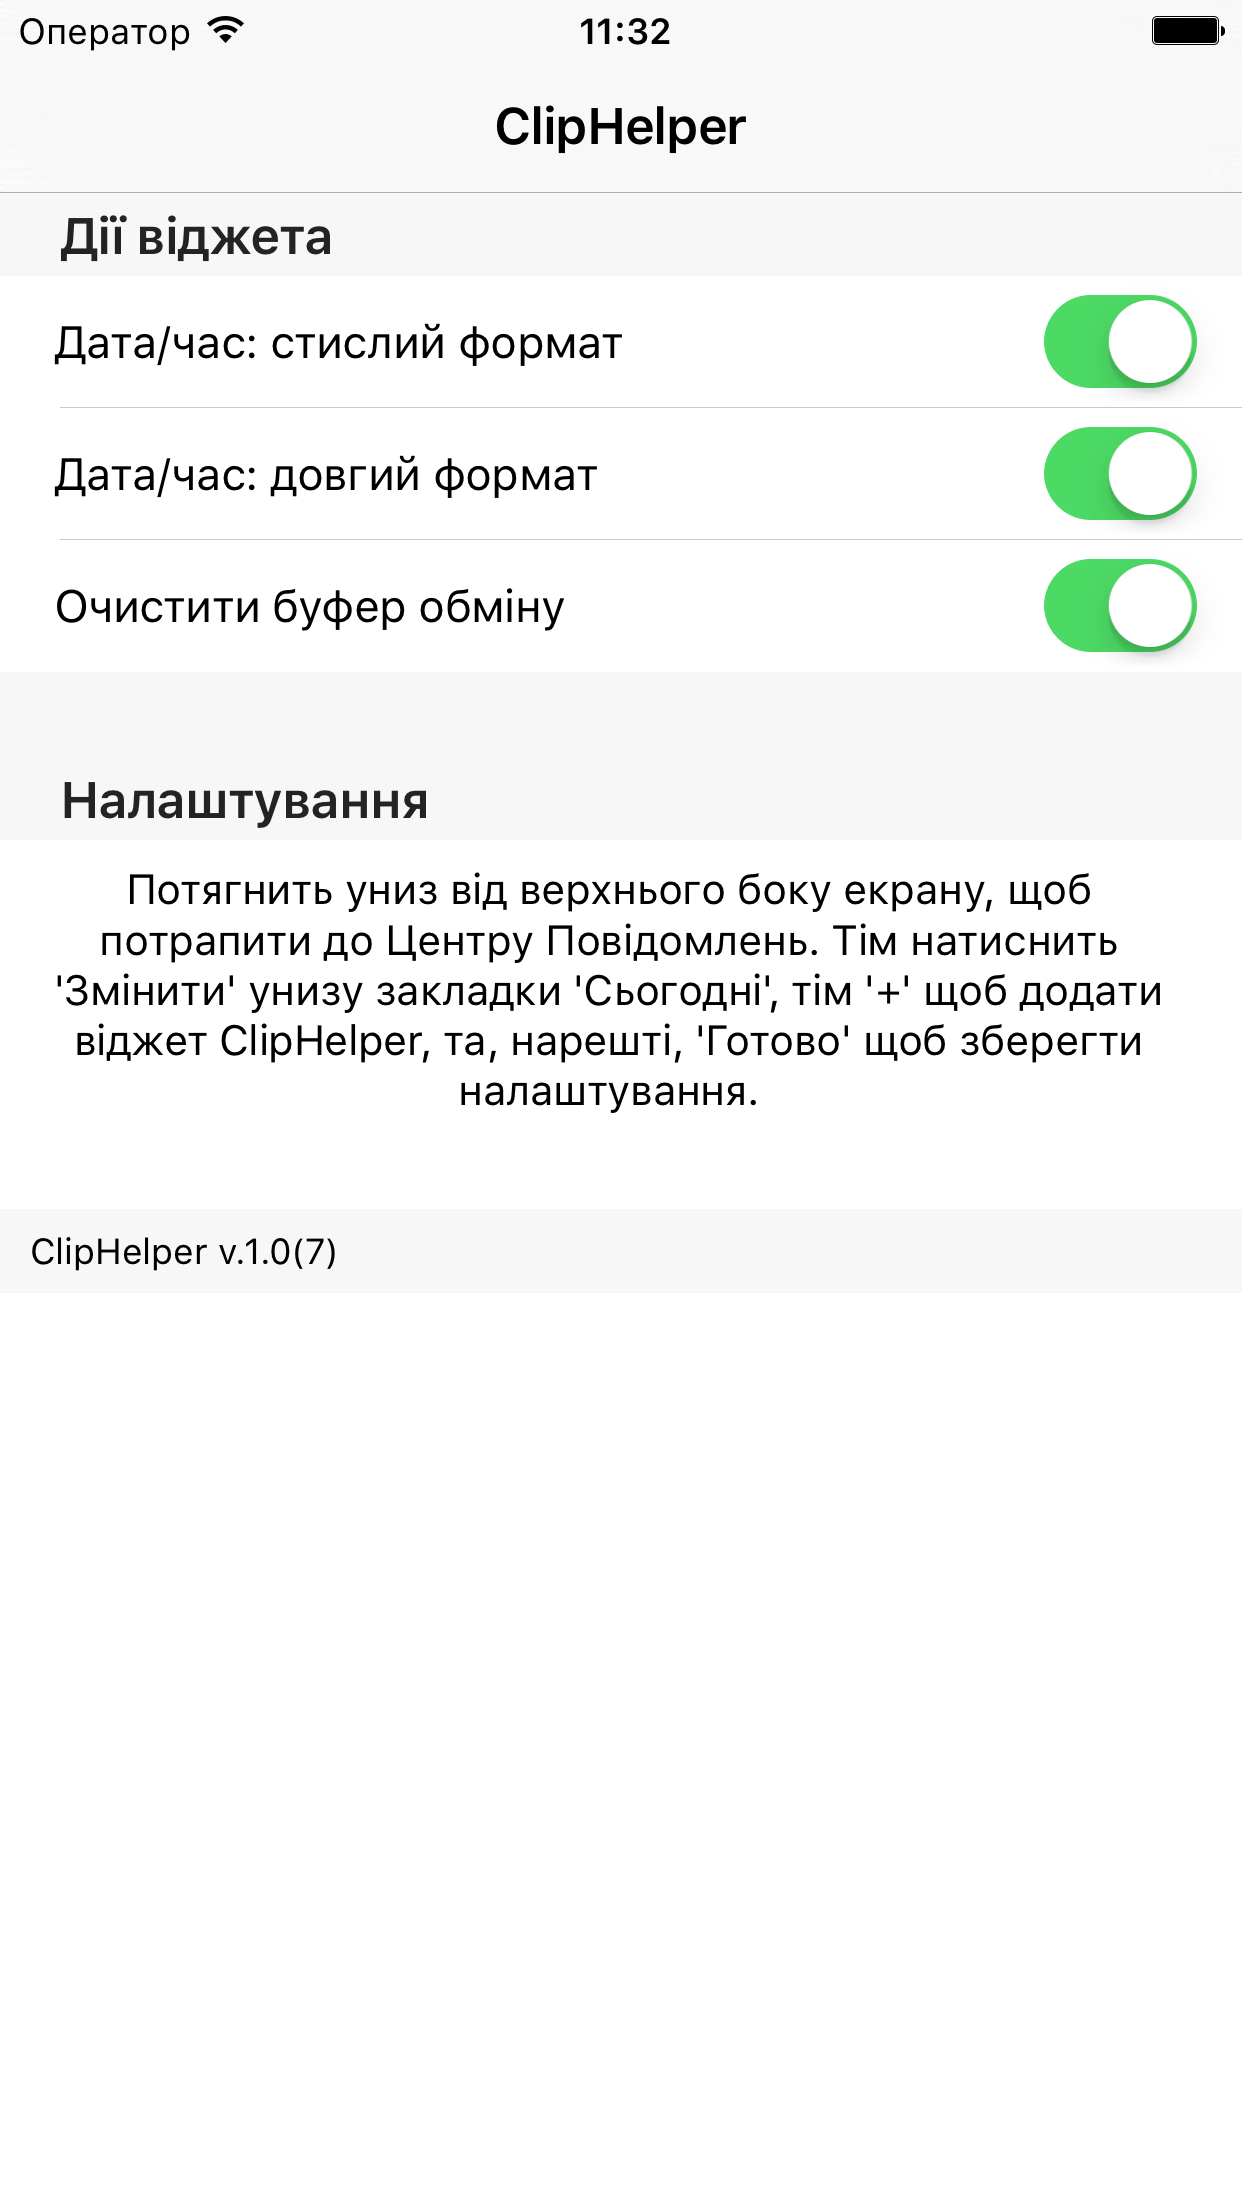 Оператор 11:32
ClipHelper
Дії віджета
Дата/час: стислий формат
Дата/час: довгий формат
Очистити буфер обміну
Налаштування
Потягнить униз від верхнього боку екрану, щоб
потрапити до Центру Повідомлень. Тім натиснить
'Змінити' унизу закладки 'Сьогодні', тім '+' щоб додати
віджет ClipHelper, та, нарешті, 'Готово' щоб зберегти
налаштування.
ClipHelper v.1.0(7)